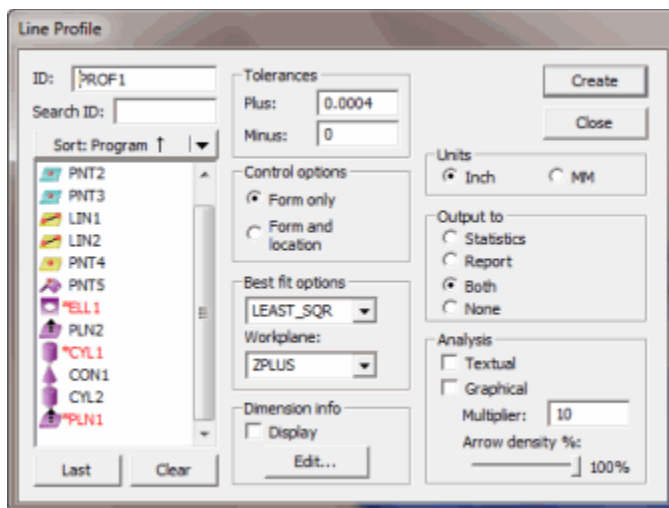 Line Profile
ID: PROF1
Search ID:
Sort: Program ↑
PNT2
PNT3
LIN1
LIN2
PNT4
PNT5
*ELL1
PLN2
*CYL1
CON1
CYL2
*PLN1
Last Clear
Tolerances
Plus: 0.0004
Minus: 0
Control options
Form only
Form and
location
Best fit options
LEAST_SQR
Workplane:
ZPLUS
Dimension info
Display
Edit...
Create
Close
Units
Inch MM
Output to
Statistics
Report
Both
None
Analysis
Textual
Graphical
Multiplier: 10
Arrow density %:
100%